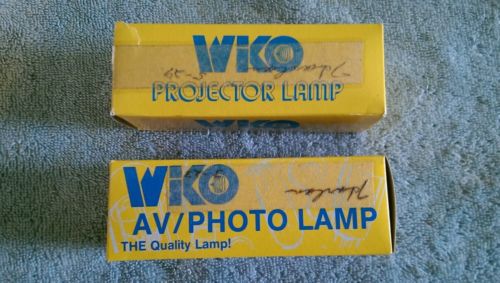 WIKO
PROJECTOR LAMP
WIKO
WIKO
AV/PHOTO LAMP
THE Quality Lamp!